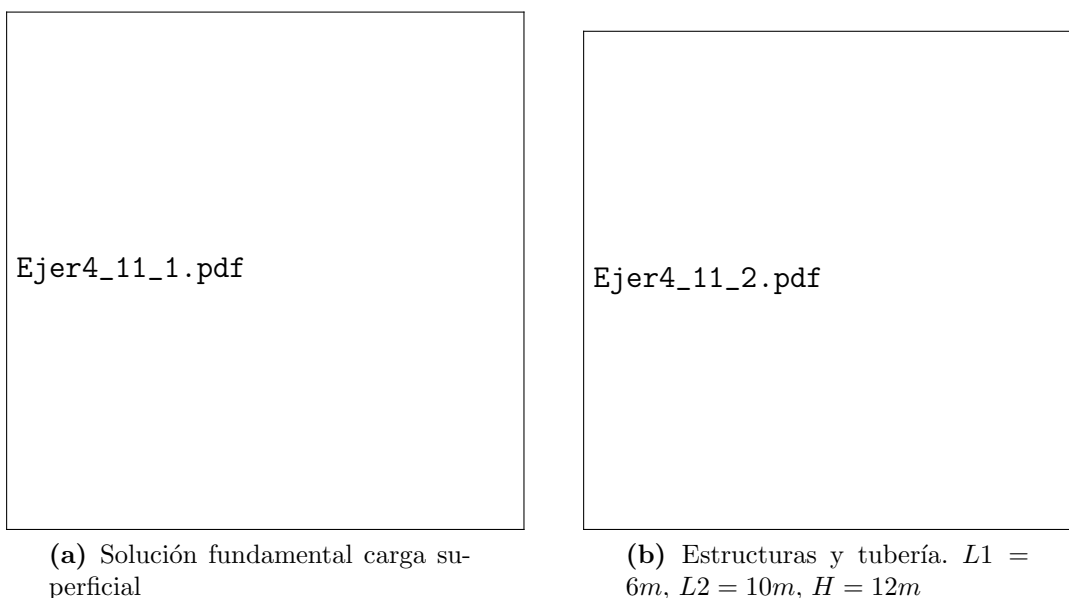 Ejer4_11_1.pdf
Ejer4_11_2.pdf
(a) Solución fundamental carga su-
perficial
(b) Estructuras y tubería. L1 =
6m, L2 = 10m, H = 12m